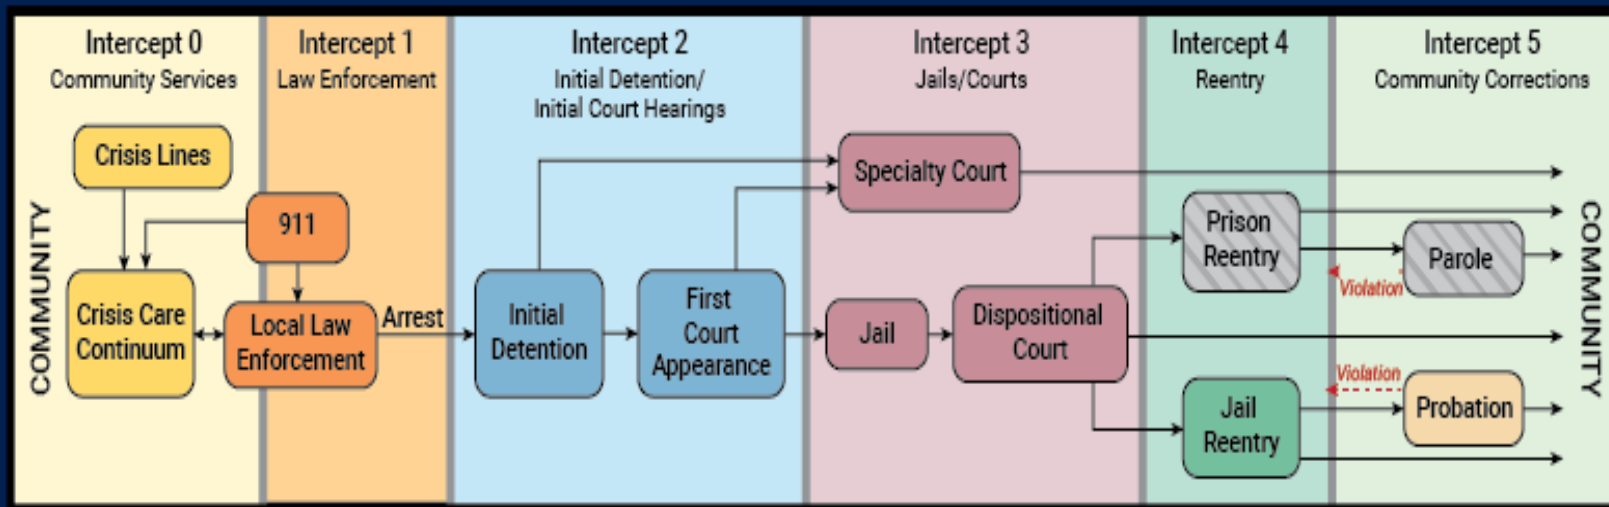 Intercept 0
Community Services
Intercept 1
Law Enforcement
Intercept 2
Initial Detention/
Initial Court Hearings
Intercept 3
Jails/Courts
Intercept 4
Reentry
Intercept 5
Community Corrections
COMMUNITY
Crisis Lines
911
Crisis Care
Continuum
Local Law
Enforcement
Arrest
Initial
Detention
First
Court
Appearance
Specialty Court
Jail
Dispositional
Court
Prison
Reentry
Violation
Parole
Jail
Reentry
Violation
Probation
COMMUNITY